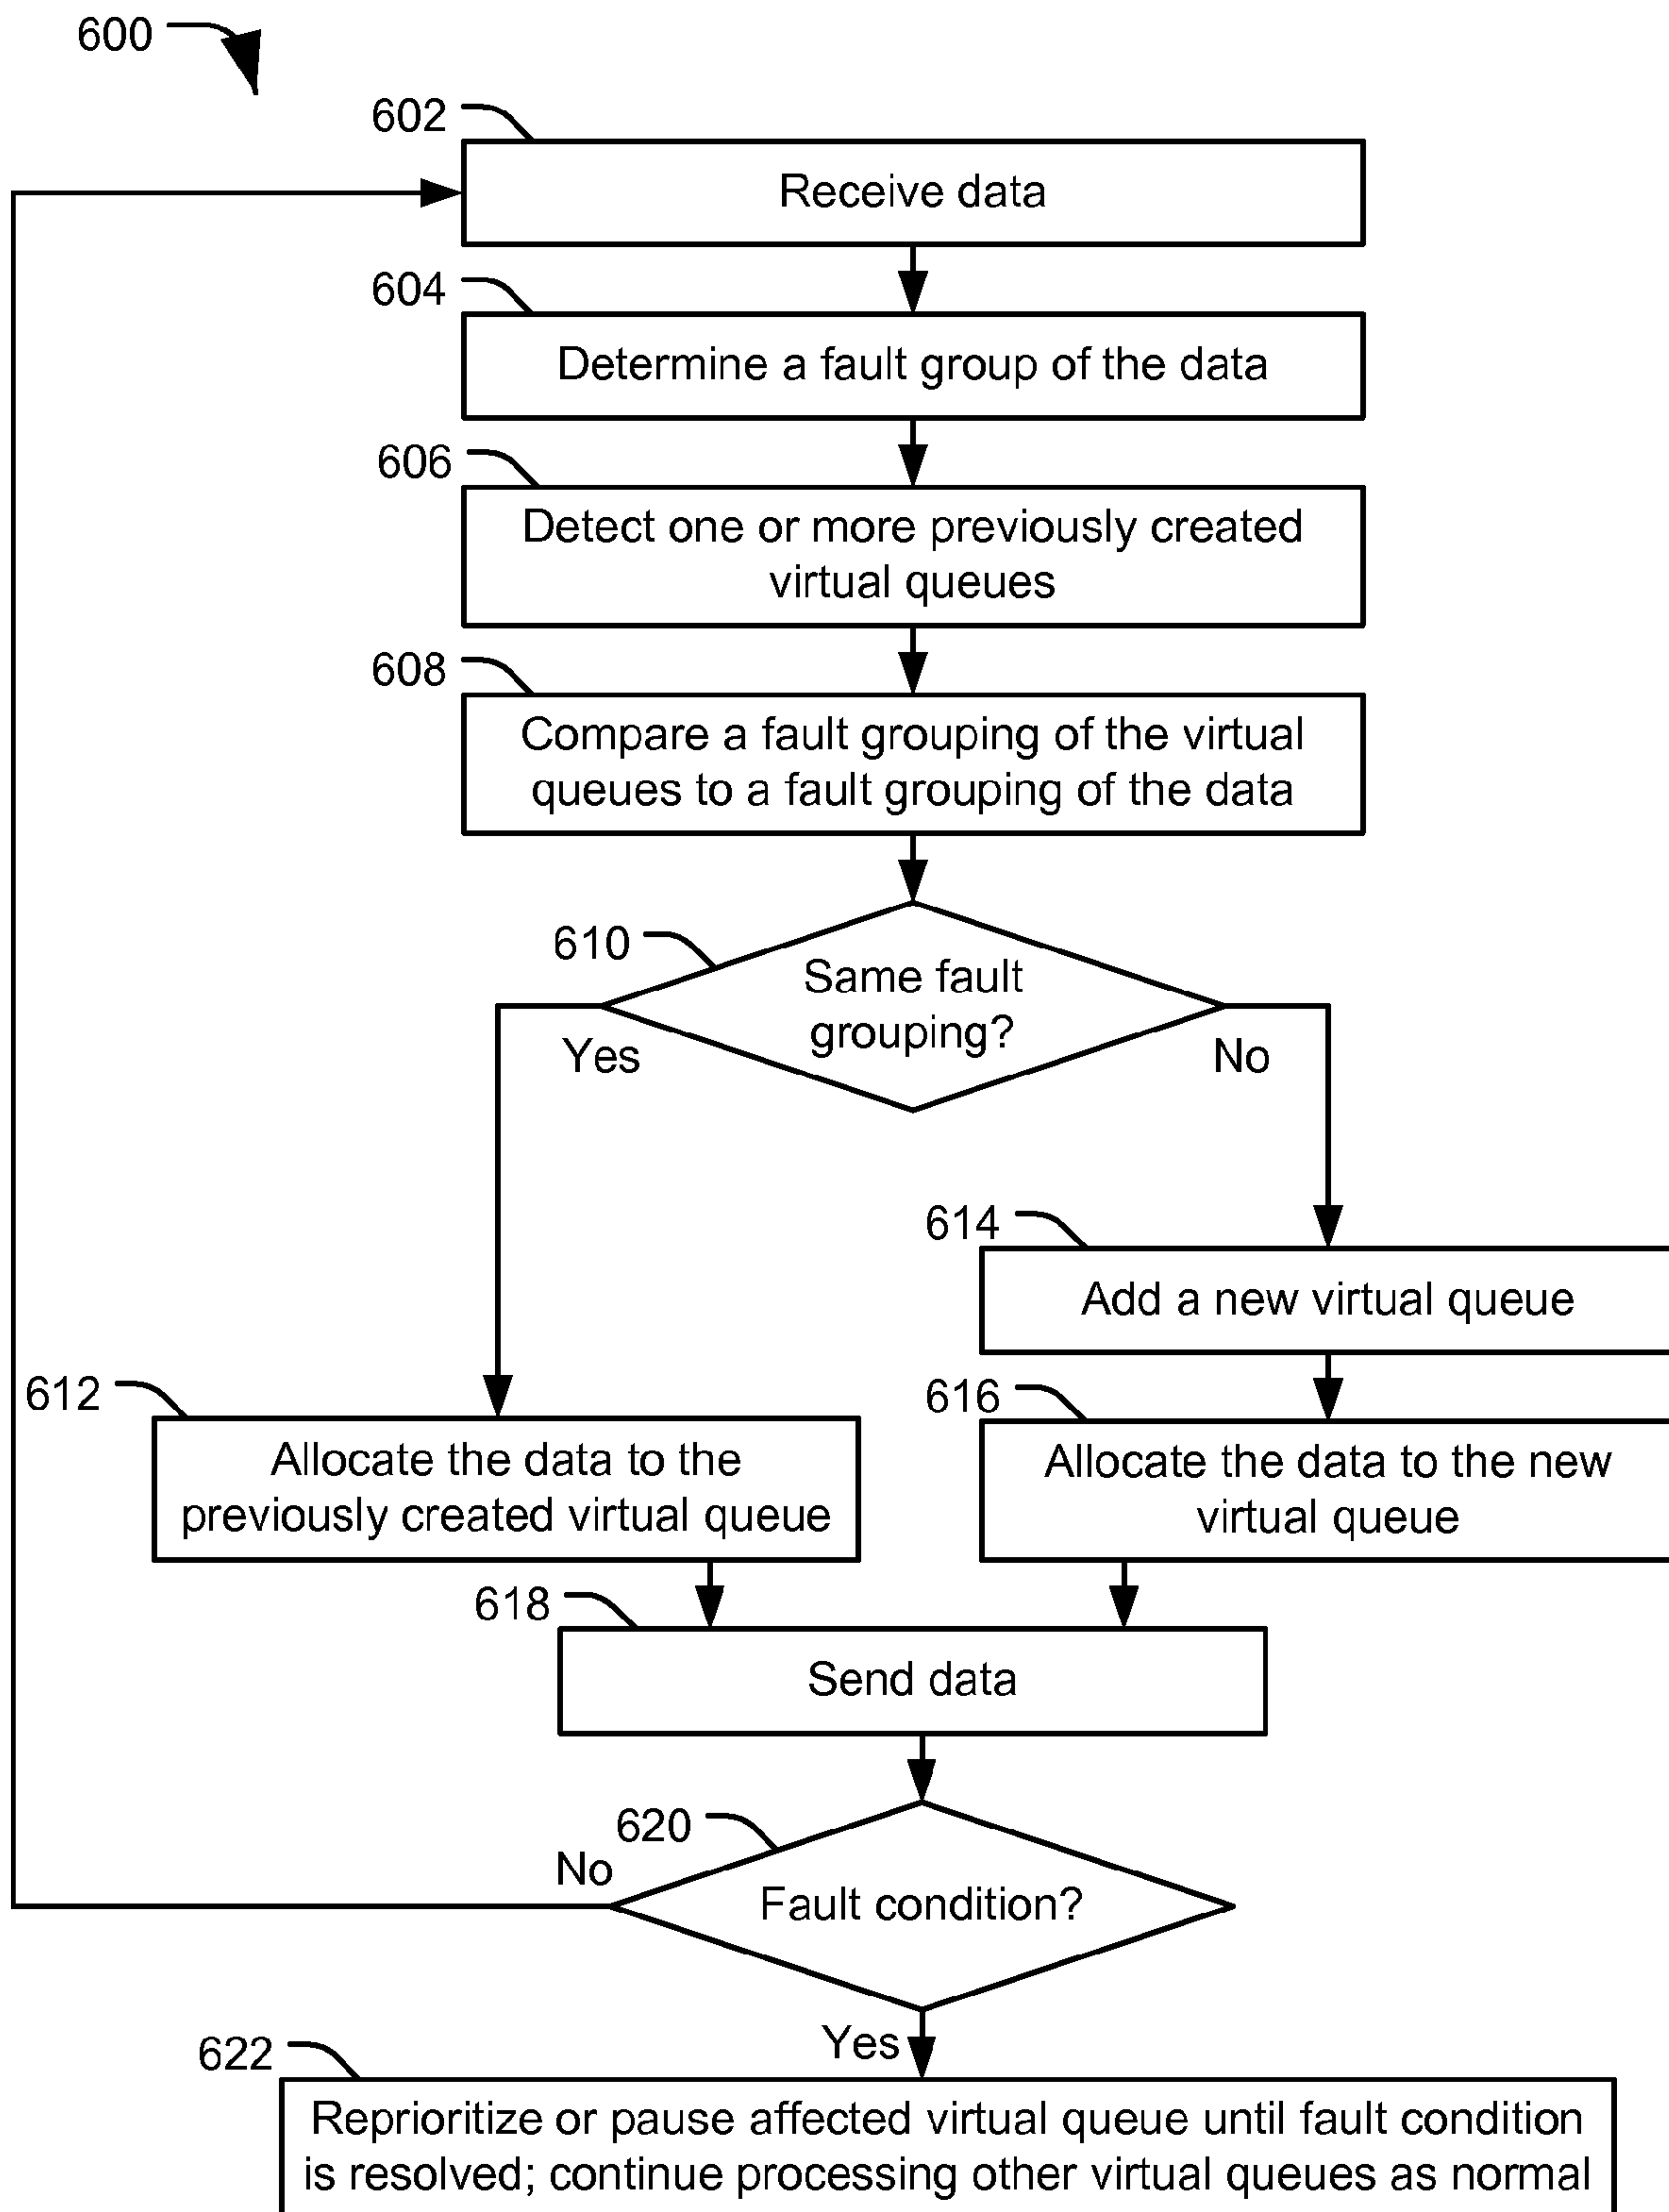 600
602
Receive data
604
Determine a fault group of the data
606
Detect one or more previously created
virtual queues
608
Compare a fault grouping of the virtual
queues to a fault grouping of the data
610
Same fault
grouping?
Yes
No
614
Add a new virtual queue
612
Allocate the data to the
previously created virtual queue
616
Allocate the data to the new
virtual queue
618
Send data
620
No
Fault condition?
Yes
622
Reprioritize or pause affected virtual queue until fault condition
is resolved; continue processing other virtual queues as normal